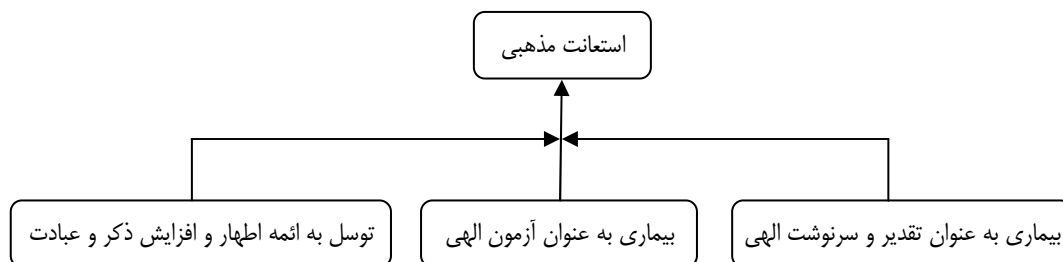 استعانت مذهبی
بیماری به عنوان تقدیر و سرنوشت الهی
بیماری به عنوان آزمون الهی
توسل به ائمه اطهار و افزایش ذکر و عبادت